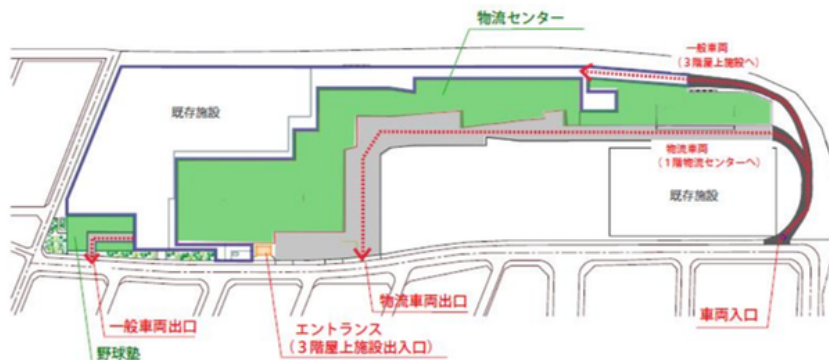 物流センター
一般車両
(3階屋上施設へ)
既存施設
物流車両
(1階物流センターへ)
既存施設
物流車両出口
車両入口
一般車両出口
エントランス
(3階屋上施設出入口)
野球塾